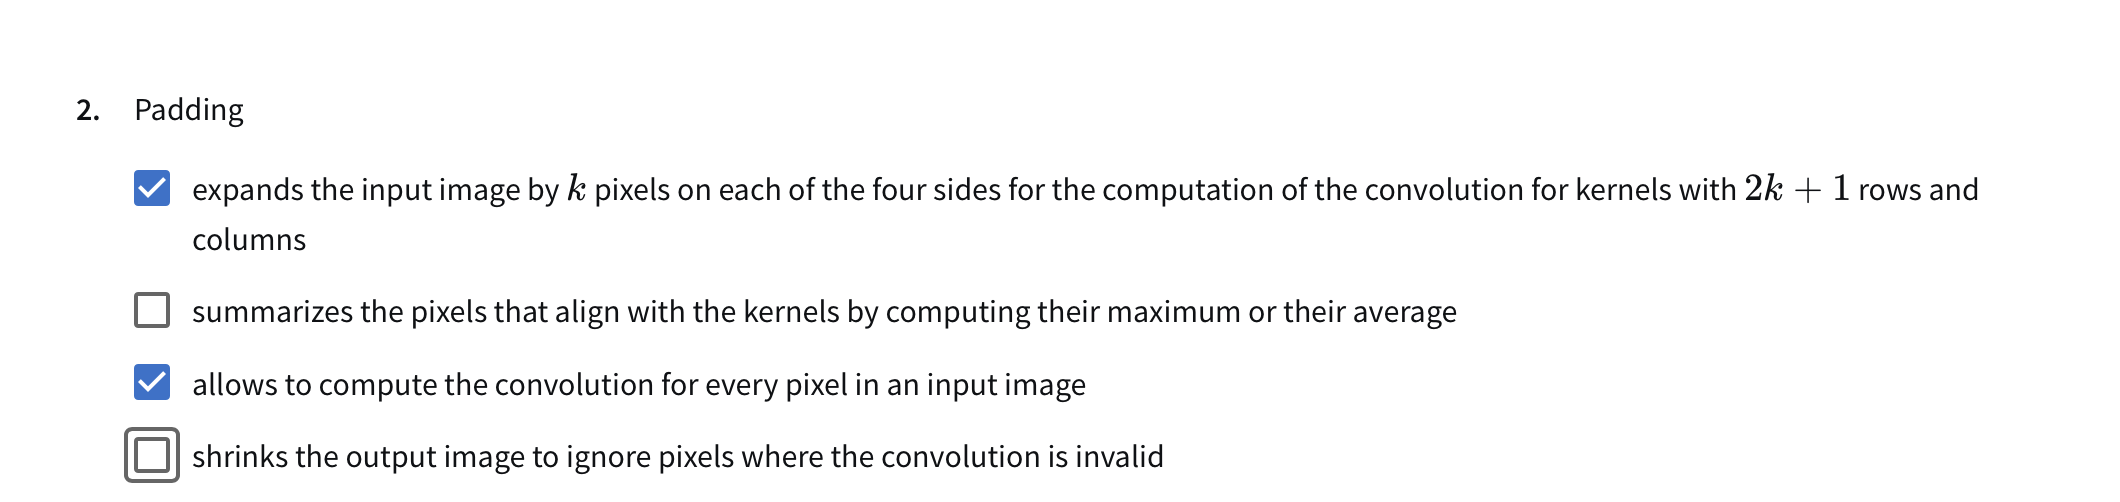 2. Padding
expands the input image by k pixels on each of the four sides for the computation of the convolution for kernels with 2k + 1 rows and
columns
summarizes the pixels that align with the kernels by computing their maximum or their average
allows to compute the convolution for every pixel in an input image
shrinks the output image to ignore pixels where the convolution is invalid